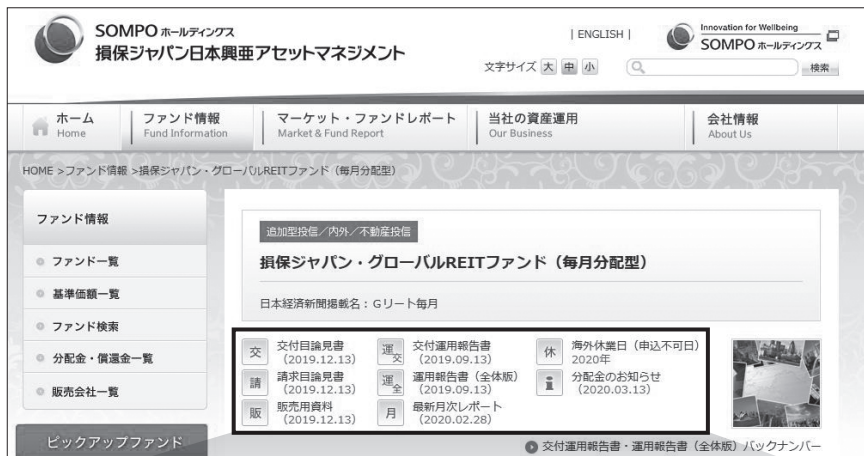 SOMPO ホールディングス
損保ジャパン日本興亜アセットマネジメント
| ENGLISH |
Innovation for Wellbeing
SOMPO ホールディングス
文字サイズ 大 中 小
検索
ホーム
Home
ファンド情報
Fund Information
マーケット・ファンドレポート
Market & Fund Report
当社の資産運用
Our Business
会社情報
About Us
HOME >ファンド情報 >損保ジャパン・グローバルREITファンド（毎月分配型）
ファンド情報
ファンド一覧
基準価額一覧
ファンド検索
分配金・償還金一覧
販売会社一覧
ピックアップファンド
追加型投信／内外／不動産投信
損保ジャパン・グローバルREITファンド（毎月分配型）
日本経済新聞掲載名：Gリート毎月
交 交付目論見書
（2019.12.13）
請 請求目論見書
（2019.12.13）
販 販売用資料
（2019.12.13）
運交 交付運用報告書
（2019.09.13）
運全 運用報告書（全体版）
（2019.09.13）
月 最新月次レポート
（2020.02.28）
休 海外休業日（申込不可日）
2020年
i 分配金のお知らせ
（2020.03.13）
交付運用報告書・運用報告書（全体版）バックナンバー